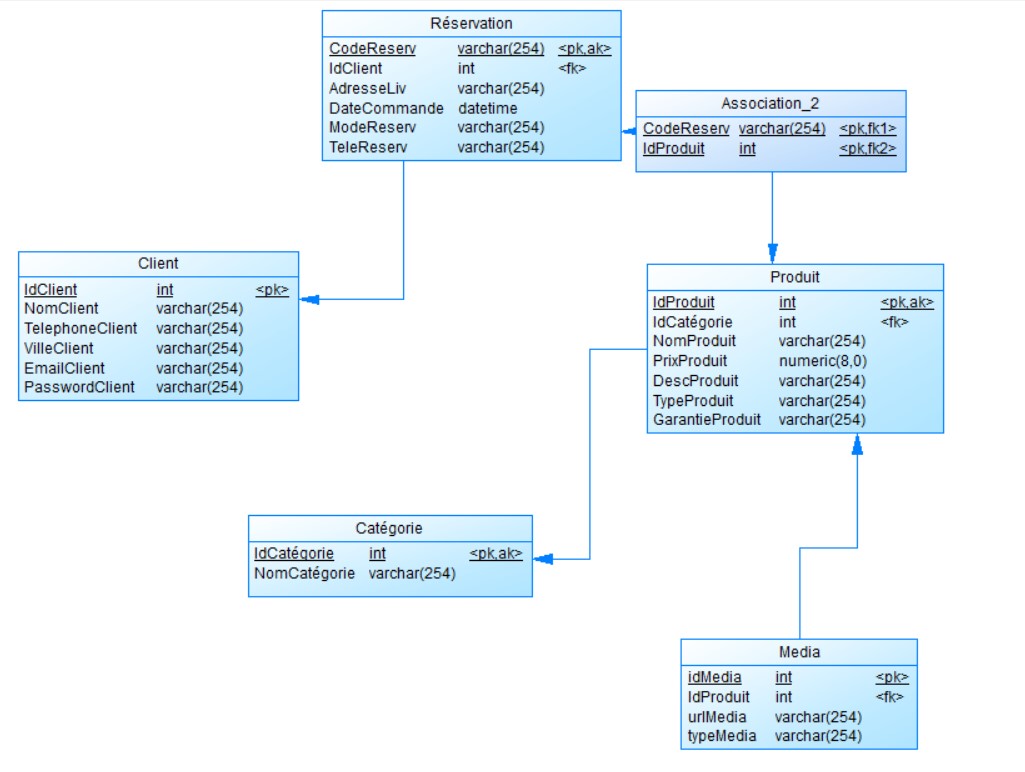 Réservation
CodeReserv varchar(254) <pk,ak>
IdClient int <fk>
AdresseLiv varchar(254)
DateCommande datetime
ModeReserv varchar(254)
TeleReserv varchar(254)
Association_2
CodeReserv varchar(254) <pk,fk1>
IdProduit int <pk,fk2>
Client
IdClient int <pk>
NomClient varchar(254)
TelephoneClient varchar(254)
VilleClient varchar(254)
EmailClient varchar(254)
PasswordClient varchar(254)
Produit
IdProduit int <pk,ak>
IdCatégorie int <fk>
NomProduit varchar(254)
PrixProduit numeric(8,0)
DescProduit varchar(254)
TypeProduit varchar(254)
GarantieProduit varchar(254)
Catégorie
IdCatégorie int <pk,ak>
NomCatégorie varchar(254)
Media
idMedia int <pk>
IdProduit int <fk>
urlMedia varchar(254)
typeMedia varchar(254)